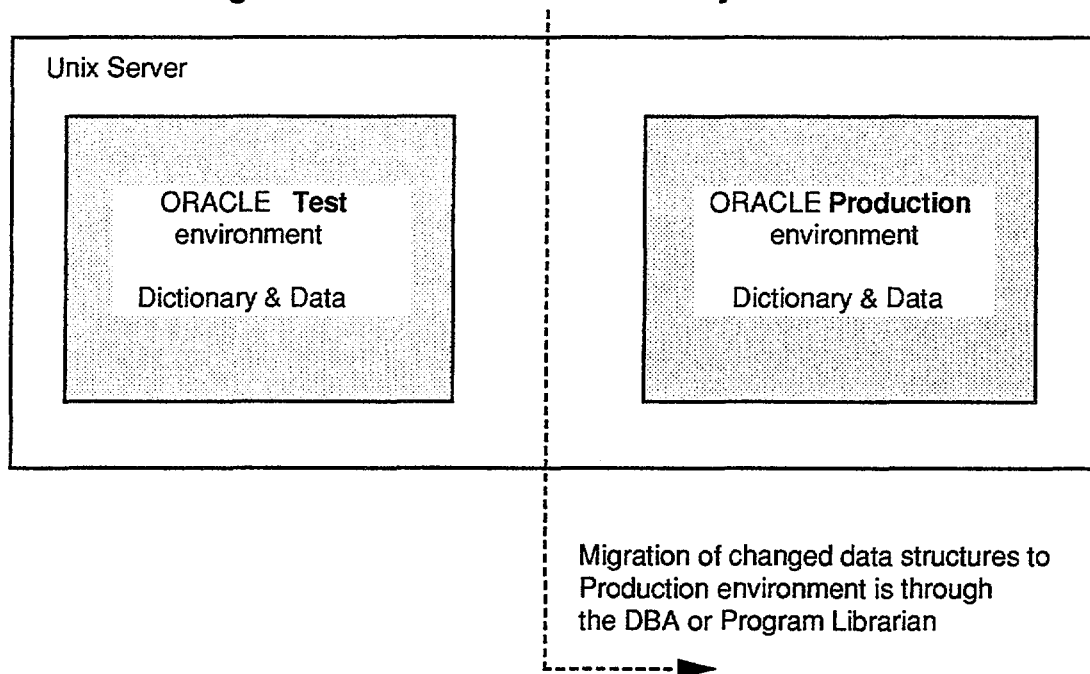 Unix Server
ORACLE Test
environment
Dictionary & Data
ORACLE Production
environment
Dictionary & Data
Migration of changed data structures to
Production environment is through
the DBA or Program Librarian